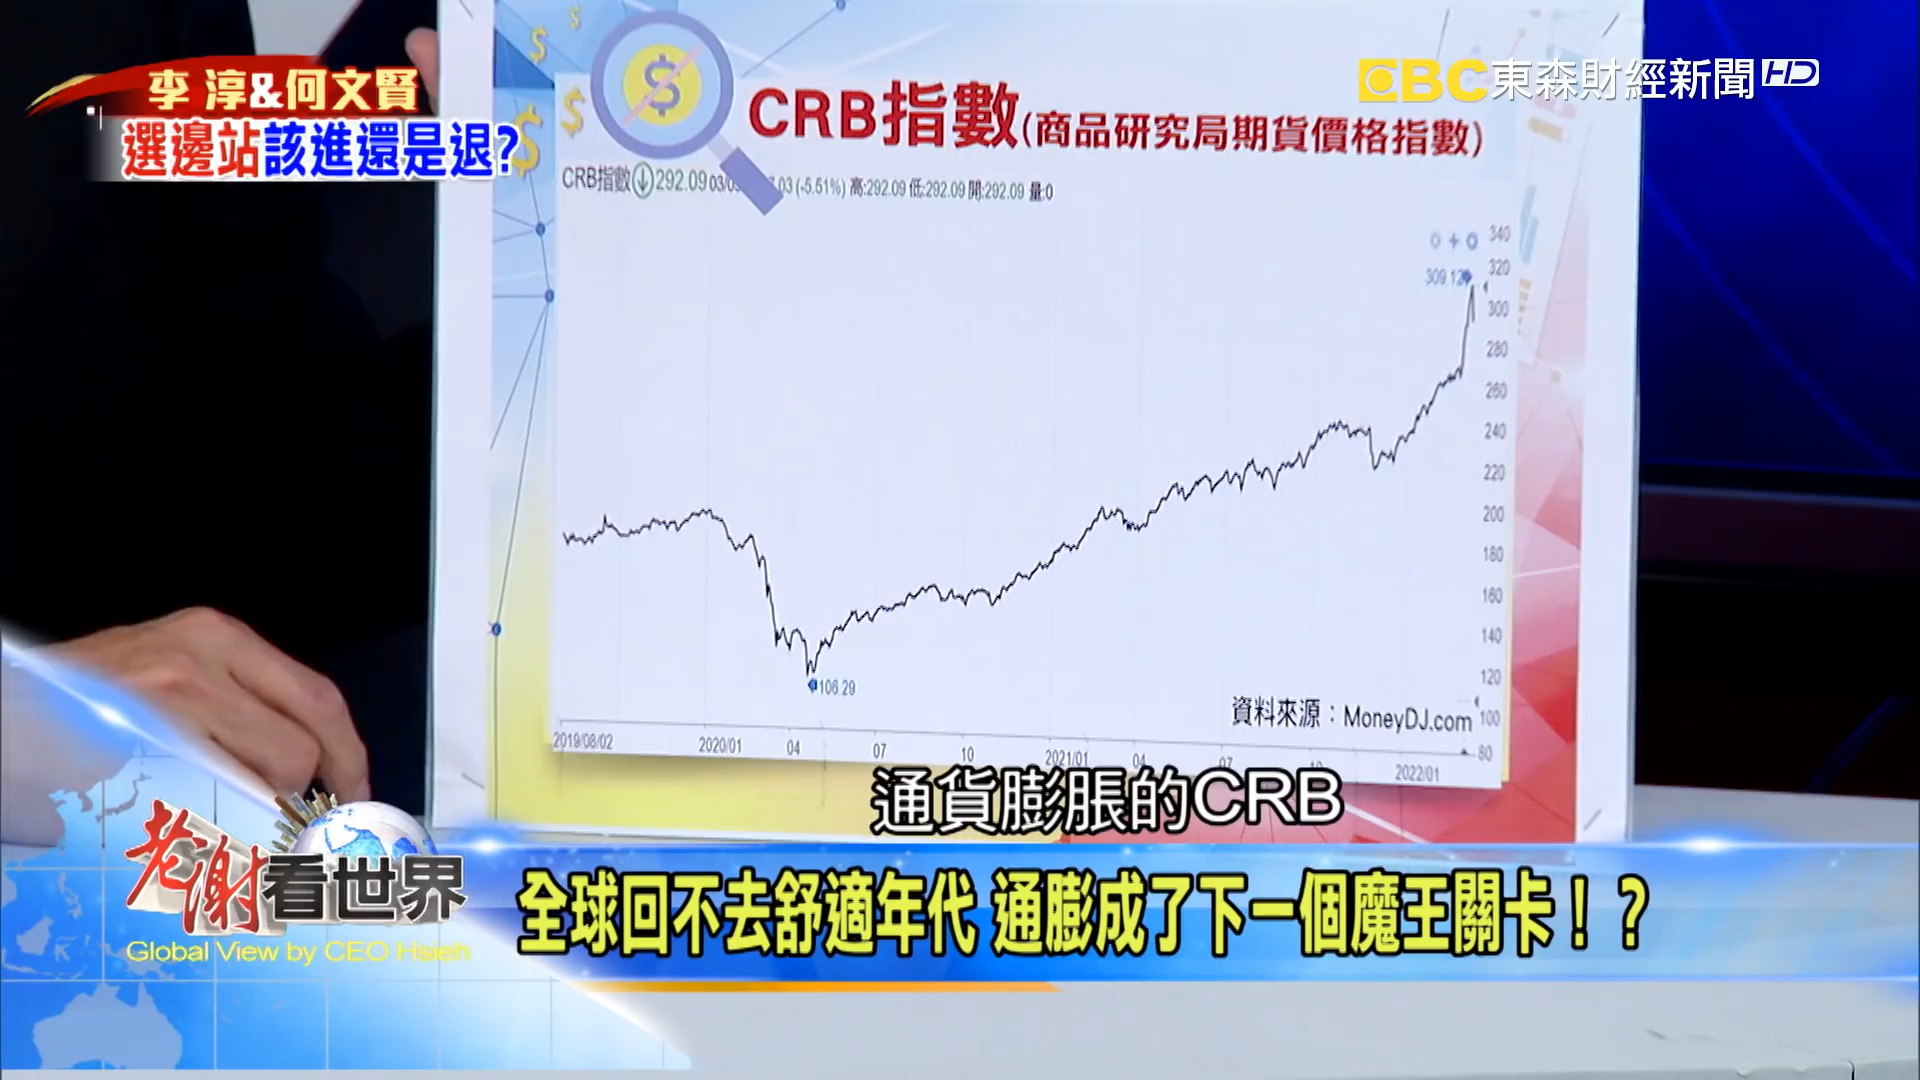 李 淳&何文賢
選邊站該進還是退?
EBC東森財經新聞HD
CRB指數(商品研究局期貨價格指數)
CRB指數 292.09 03 .03 (-5.51%) 高:292.09 低:292.09 開:292.09 量:0
309.12
340
320
300
280
260
240
220
200
180
160
140
120
100
80
106.29
資料來源：MoneyDJ.com
2019/08/02 2020/01 04 07 10 2021/01 04 07 10 2022/01
通貨膨脹的CRB
老謝看世界
Global View by CEO Hsieh
全球回不去舒適年代 通膨成了下一個魔王關卡！？